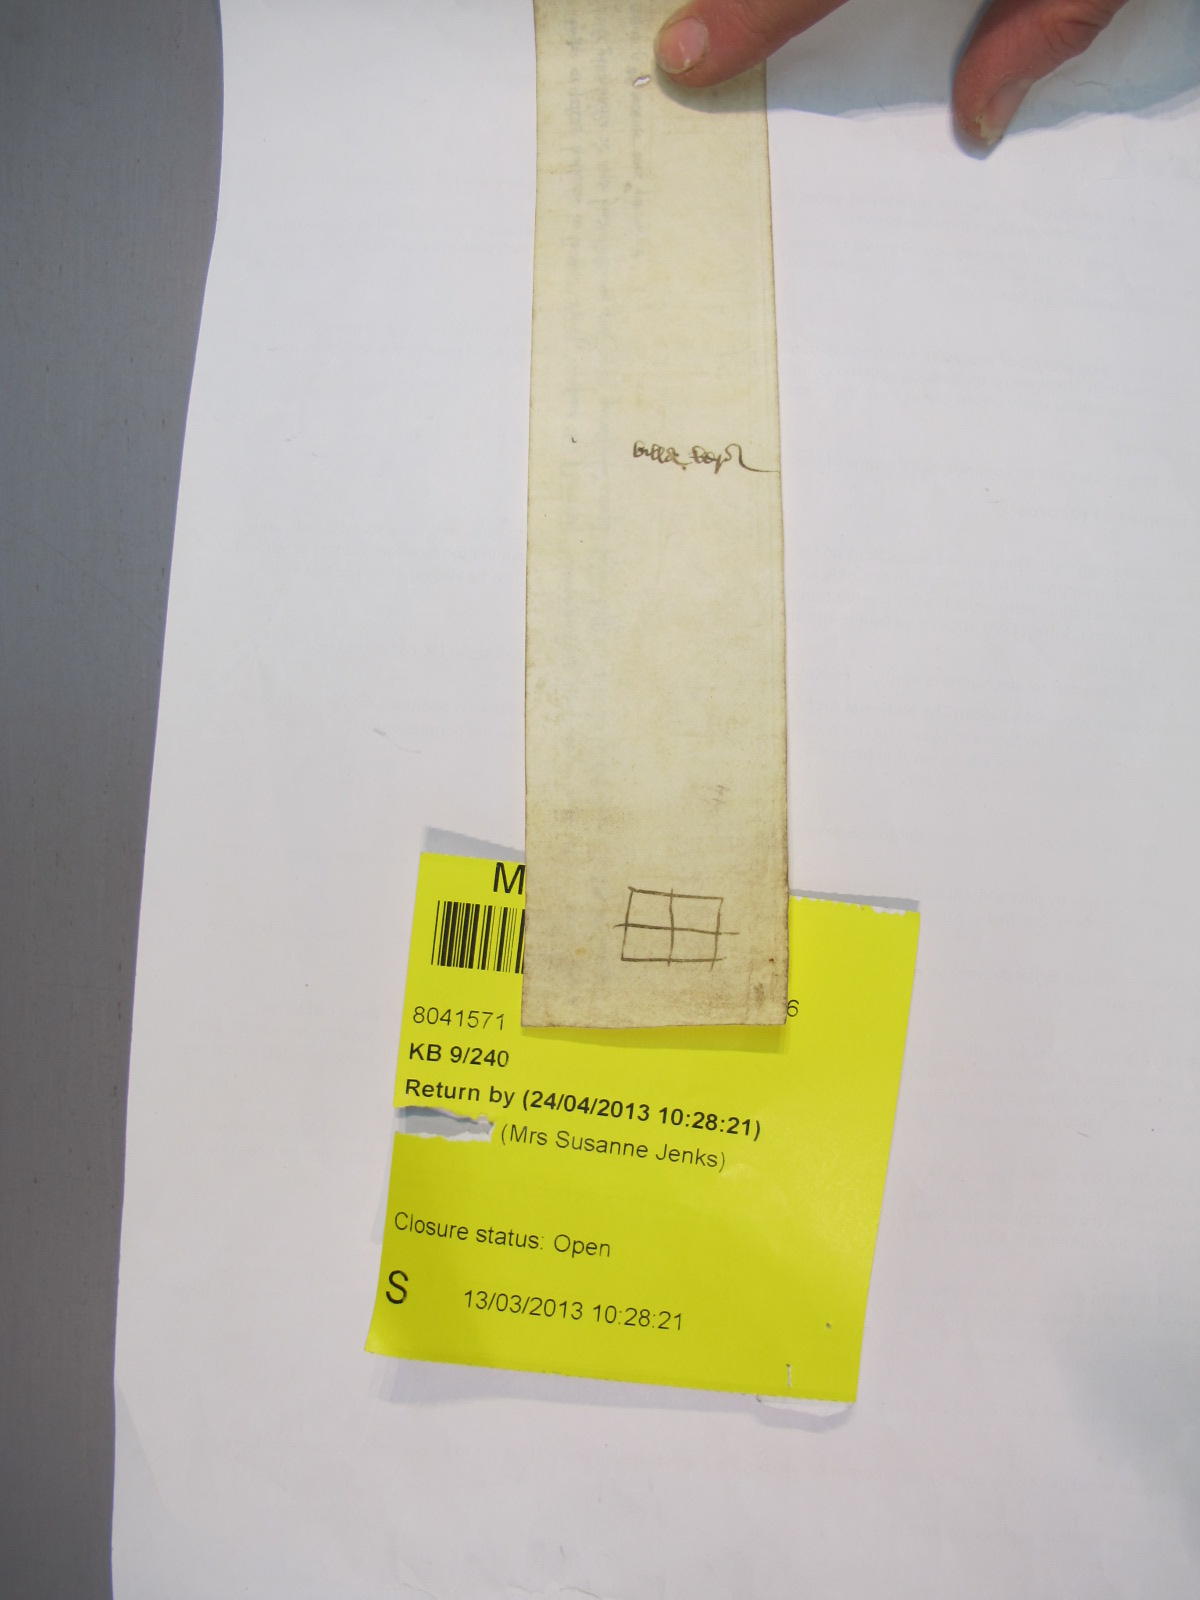 billa
M
8041571
6
KB 9/240
Return by (24/04/2013 10:28:21)
(Mrs Susanne Jenks)
Closure status: Open
S 13/03/2013 10:28:21